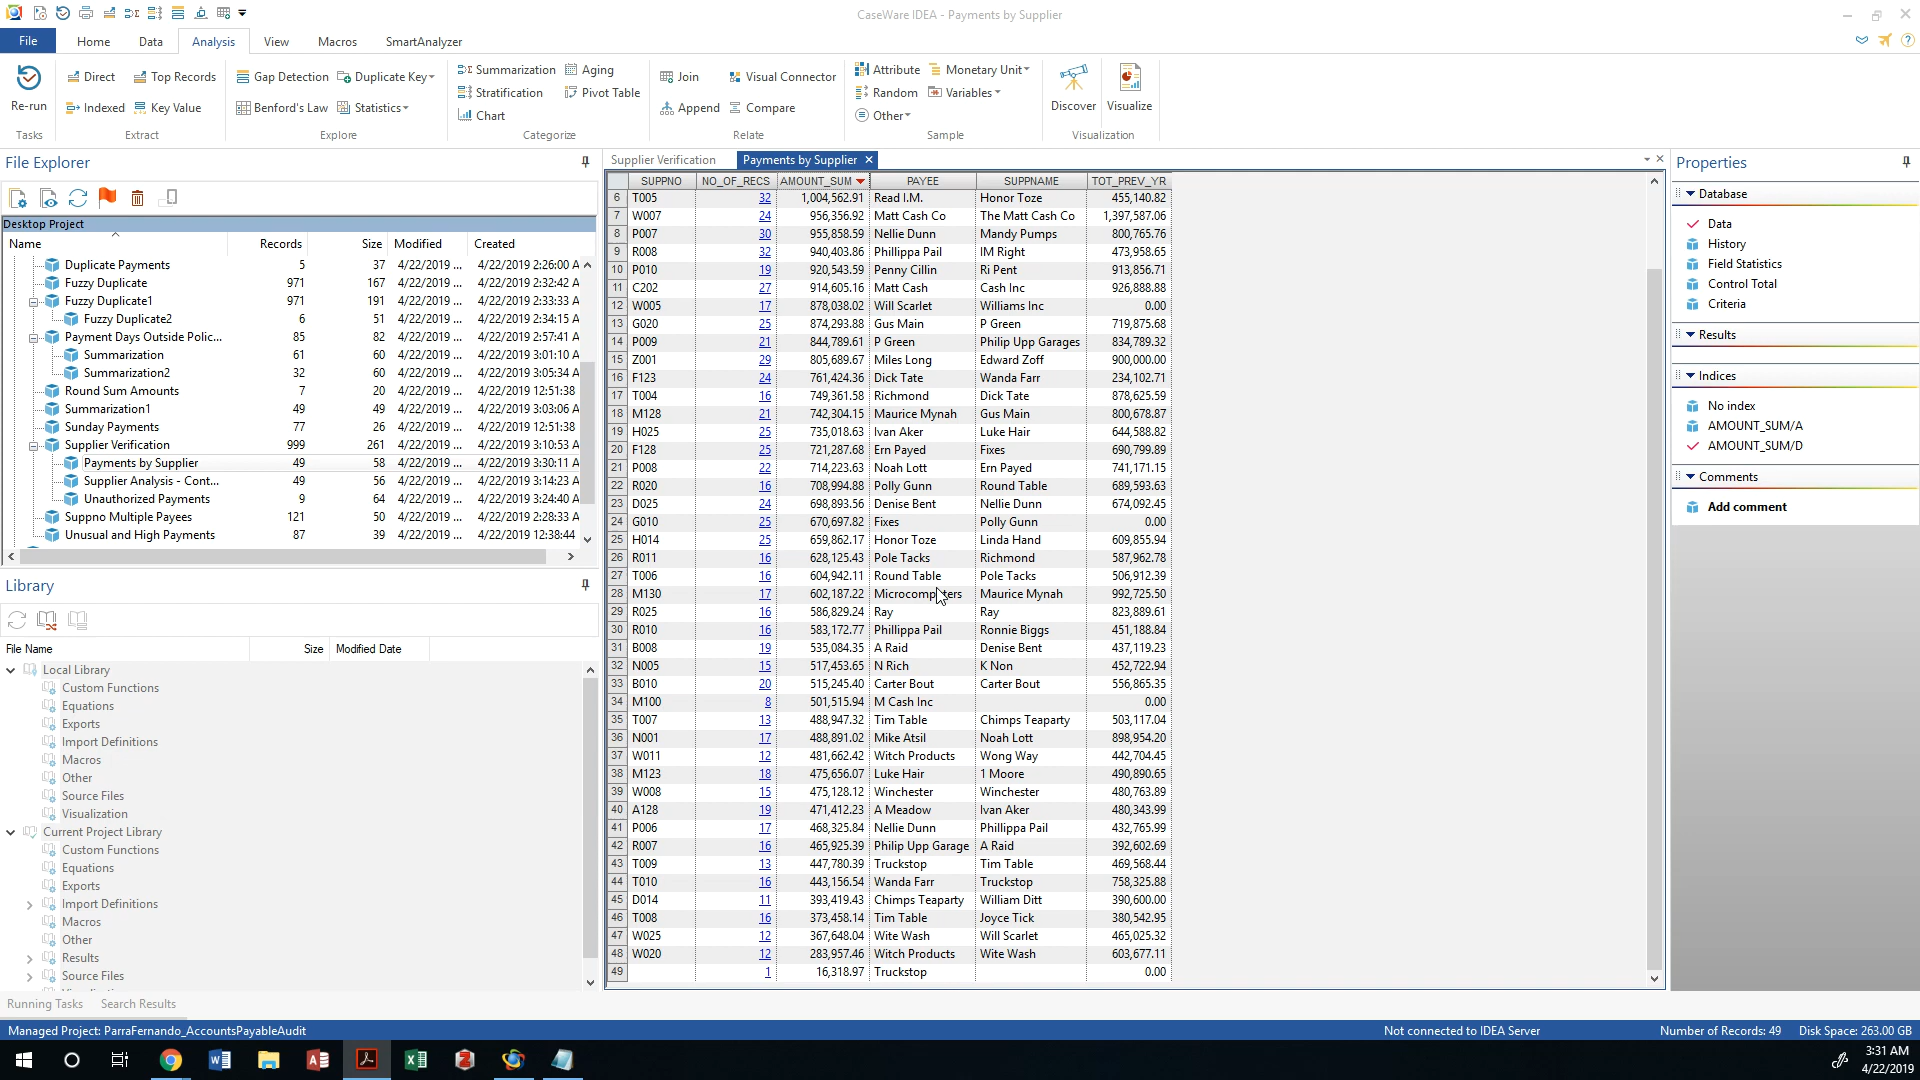 CaseWare IDEA - Payments by Supplier
File Home Data Analysis View Macros SmartAnalyzer
Re-run
Tasks
Direct Top Records
Indexed Key Value
Extract
Gap Detection Duplicate Key
Benford's Law Statistics
Explore
Summarization Aging
Stratification Pivot Table
Chart
Categorize
Join Visual Connector
Append Compare
Relate
Attribute Monetary Unit
Random Variables
Other
Sample
Discover Visualize
Visualization
File Explorer
Desktop Project
Name Records Size Modified Created
Duplicate Payments 5 37 4/22/2019 ... 4/22/2019 2:26:00 A
Fuzzy Duplicate 971 167 4/22/2019 ... 4/22/2019 2:32:42 A
Fuzzy Duplicate1 971 191 4/22/2019 ... 4/22/2019 2:33:33 A
Fuzzy Duplicate2 6 51 4/22/2019 ... 4/22/2019 2:34:15 A
Payment Days Outside Polic... 85 82 4/22/2019 ... 4/22/2019 2:57:41 A
Summarization 61 60 4/22/2019 ... 4/22/2019 3:01:10 A
Summarization2 32 60 4/22/2019 ... 4/22/2019 3:05:34 A
Round Sum Amounts 7 20 4/22/2019 ... 4/22/2019 12:51:38
Summarization1 49 49 4/22/2019 ... 4/22/2019 3:03:06 A
Sunday Payments 77 26 4/22/2019 ... 4/22/2019 12:51:38
Supplier Verification 999 261 4/22/2019 ... 4/22/2019 3:10:53 A
Payments by Supplier 49 58 4/22/2019 ... 4/22/2019 3:30:11 A
Supplier Analysis - Cont... 49 56 4/22/2019 ... 4/22/2019 3:14:23 A
Unauthorized Payments 9 64 4/22/2019 ... 4/22/2019 3:24:40 A
Suppno Multiple Payees 121 50 4/22/2019 ... 4/22/2019 2:28:33 A
Unusual and High Payments 87 39 4/22/2019 ... 4/22/2019 12:38:44
Library
File Name Size Modified Date
Local Library
Custom Functions
Equations
Exports
Import Definitions
Macros
Other
Source Files
Visualization
Current Project Library
Custom Functions
Equations
Exports
Import Definitions
Macros
Other
Results
Source Files
Running Tasks Search Results
Supplier Verification Payments by Supplier
SUPPNO NO_OF_RECS AMOUNT_SUM PAYEE SUPPNAME TOT_PREV_YR
6 T005 32 1,004,562.91 Read I.M. Honor Toze 455,140.82
7 W007 24 956,356.92 Matt Cash Co The Matt Cash Co 1,397,587.06
8 P007 30 955,858.59 Nellie Dunn Mandy Pumps 800,765.76
9 R008 32 940,403.86 Phillippa Pail IM Right 473,958.65
10 P010 19 920,543.59 Penny Cillin Ri Pent 913,856.71
11 C202 27 914,605.16 Matt Cash Cash Inc 926,888.88
12 W005 17 878,038.02 Will Scarlet Williams Inc 0.00
13 G020 25 874,293.88 Gus Main P Green 719,875.68
14 P009 21 844,789.61 P Green Philip Upp Garages 834,789.32
15 Z001 29 805,689.67 Miles Long Edward Zoff 900,000.00
16 F123 24 761,424.36 Dick Tate Wanda Farr 234,102.71
17 T004 16 749,361.58 Richmond Dick Tate 878,625.59
18 M128 21 742,304.15 Maurice Mynah Gus Main 800,678.87
19 H025 25 735,018.63 Ivan Aker Luke Hair 644,588.82
20 F128 25 721,287.68 Ern Payed Fixes 690,799.89
21 P008 22 714,223.63 Noah Lott Ern Payed 741,171.15
22 R020 16 708,994.88 Polly Gunn Round Table 689,593.63
23 D025 24 698,893.56 Denise Bent Nellie Dunn 674,092.45
24 G010 25 670,697.82 Fixes Polly Gunn 0.00
25 H014 25 659,862.17 Honor Toze Linda Hand 609,855.94
26 R011 16 628,125.43 Pole Tacks Richmond 587,962.78
27 T006 16 604,942.11 Round Table Pole Tacks 506,912.39
28 M130 17 602,187.22 Microcomputers Maurice Mynah 992,725.50
29 R025 16 586,829.24 Ray Ray 823,889.61
30 R010 16 583,172.77 Phillippa Pail Ronnie Biggs 451,188.84
31 B008 19 535,084.35 A Raid Denise Bent 437,119.23
32 N005 15 517,453.65 N Rich K Non 452,722.94
33 B010 20 515,245.40 Carter Bout Carter Bout 556,865.35
34 M100 8 501,515.94 M Cash Inc 0.00
35 T007 13 488,947.32 Tim Table Chimps Teaparty 503,117.04
36 N001 17 488,891.02 Mike Atsil Noah Lott 898,954.20
37 W011 12 481,662.42 Witch Products Wong Way 442,704.45
38 M123 18 475,656.07 Luke Hair 1 Moore 490,890.65
39 W008 15 475,128.12 Winchester Winchester 480,763.89
40 A128 19 471,412.23 A Meadow Ivan Aker 480,343.99
41 P006 17 468,325.84 Nellie Dunn Phillippa Pail 432,765.99
42 R007 16 465,925.39 Philip Upp Garage A Raid 392,602.69
43 T009 13 447,780.39 Truckstop Tim Table 469,568.44
44 T010 16 443,156.54 Wanda Farr Truckstop 758,325.88
45 D014 11 393,419.43 Chimps Teaparty William Ditt 390,600.00
46 T008 16 373,458.14 Tim Table Joyce Tick 380,542.95
47 W025 12 367,648.04 Wite Wash Will Scarlet 465,025.32
48 W020 12 283,957.46 Witch Products Wite Wash 603,677.11
49 1 16,318.97 Truckstop 0.00
Properties
Database
Data
History
Field Statistics
Control Total
Criteria
Results
Indices
No index
AMOUNT_SUM/A
AMOUNT_SUM/D
Comments
Add comment
Managed Project: ParraFernando_AccountsPayableAudit Not connected to IDEA Server Number of Records: 49 Disk Space: 263.00 GB
3:31 AM
4/22/2019